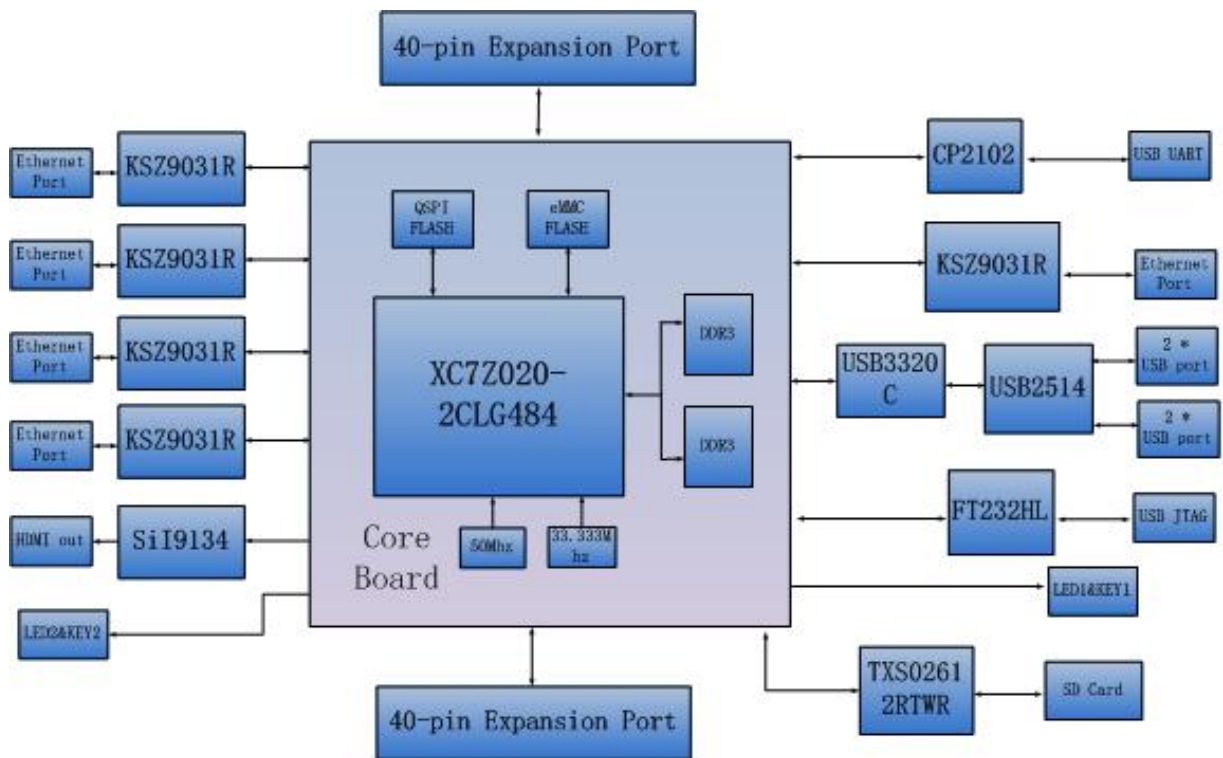 40-pin Expansion Port
Ethernet
Port
KSZ9031R
Ethernet
Port
KSZ9031R
Ethernet
Port
KSZ9031R
Ethernet
Port
KSZ9031R
HDMI out
SiI9134
LED2&KEY2
QSPI
FLASH
eMMC
FLASH
XC7Z020-
2CLG484
DDR3
DDR3
50Mhz
33.333M
hz
Core
Board
CP2102
USB UART
KSZ9031R
Ethernet
Port
USB3320
C
USB2514
2 *
USB port
2 *
USB port
FT232HL
USB JTAG
LED1&KEY1
TXS0261
2RTWR
SD Card
40-pin Expansion Port